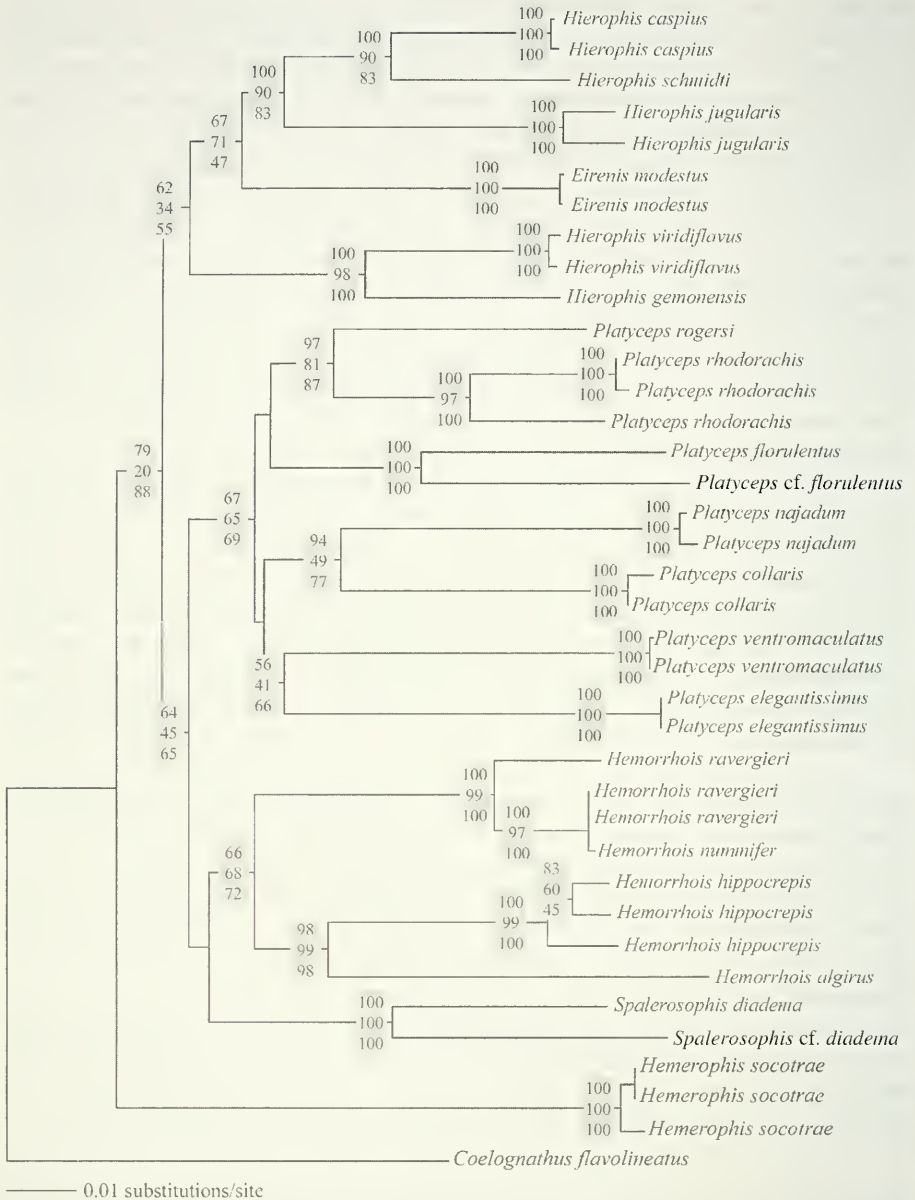 100
100
100
Hierophis caspius
Hierophis caspius
100
90
83
Hierophis schmidti
100
90
83
100
100
100
Hierophis jugularis
Hierophis jugularis
67
71
47
100
100
100
Eirenis modestus
Eirenis modestus
62
34
55
100
100
100
Hierophis viridiflavus
Hierophis viridiflavus
100
98
100
Hierophis gemonensis
97
81
87
Platyceps rogersi
100
100
100
Platyceps rhodorachis
Platyceps rhodorachis
100
97
100
Platyceps rhodorachis
100
100
100
Platyceps florulentus
Platyceps cf. florulentus
79
20
88
67
65
69
100
100
100
Platyceps najadum
Platyceps najadum
94
49
77
100
100
100
Platyceps collaris
Platyceps collaris
100
100
100
Platyceps ventromaculatus
Platyceps ventromaculatus
56
41
66
100
100
100
Platyceps elegantissimus
Platyceps elegantissimus
64
45
65
100
99
100
Hemorrhois ravergieri
100
97
100
Hemorrhois ravergieri
Hemorrhois ravergieri
Hemorrhois nummifer
66
68
72
83
60
45
Hemorrhois hippocrepis
Hemorrhois hippocrepis
100
99
100
Hemorrhois hippocrepis
98
99
98
Hemorrhois algirus
100
100
100
Spalerosophis diadema
Spalerosophis cf. diadema
100
100
100
Hemerophis socotrae
Hemerophis socotrae
Hemerophis socotrae
Coelognathus flavolineatus
0.01 substitutions/site